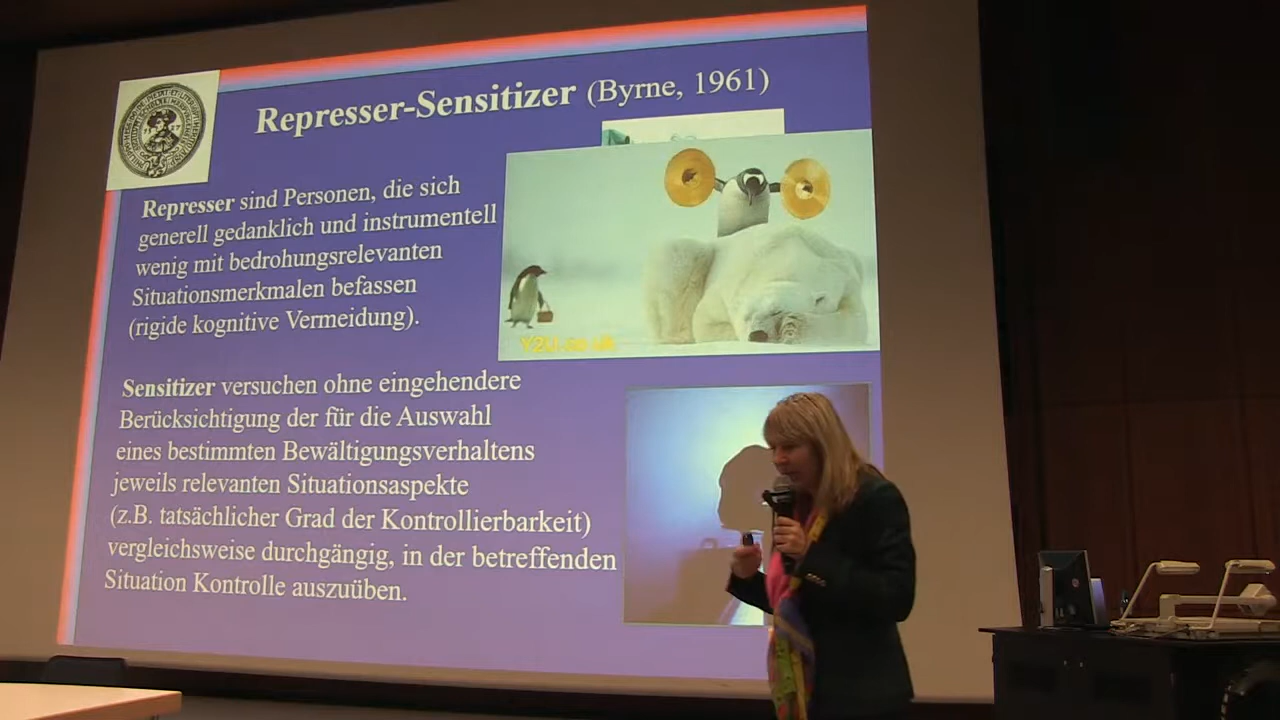 Represser-Sensitizer (Byrne, 1961)
Represser sind Personen, die sich
generell gedanklich und instrumentell
wenig mit bedrohungsrelevanten
Situationsmerkmalen befassen
(rigide kognitive Vermeidung).
Sensitizer versuchen ohne eingehendere
Berücksichtigung der für die Auswahl
eines bestimmten Bewältigungsverhaltens
jeweils relevanten Situationsaspekte
(z.B. tatsächlicher Grad der Kontrollierbarkeit)
vergleichsweise durchgängig, in der betreffenden
Situation Kontrolle auszuüben.